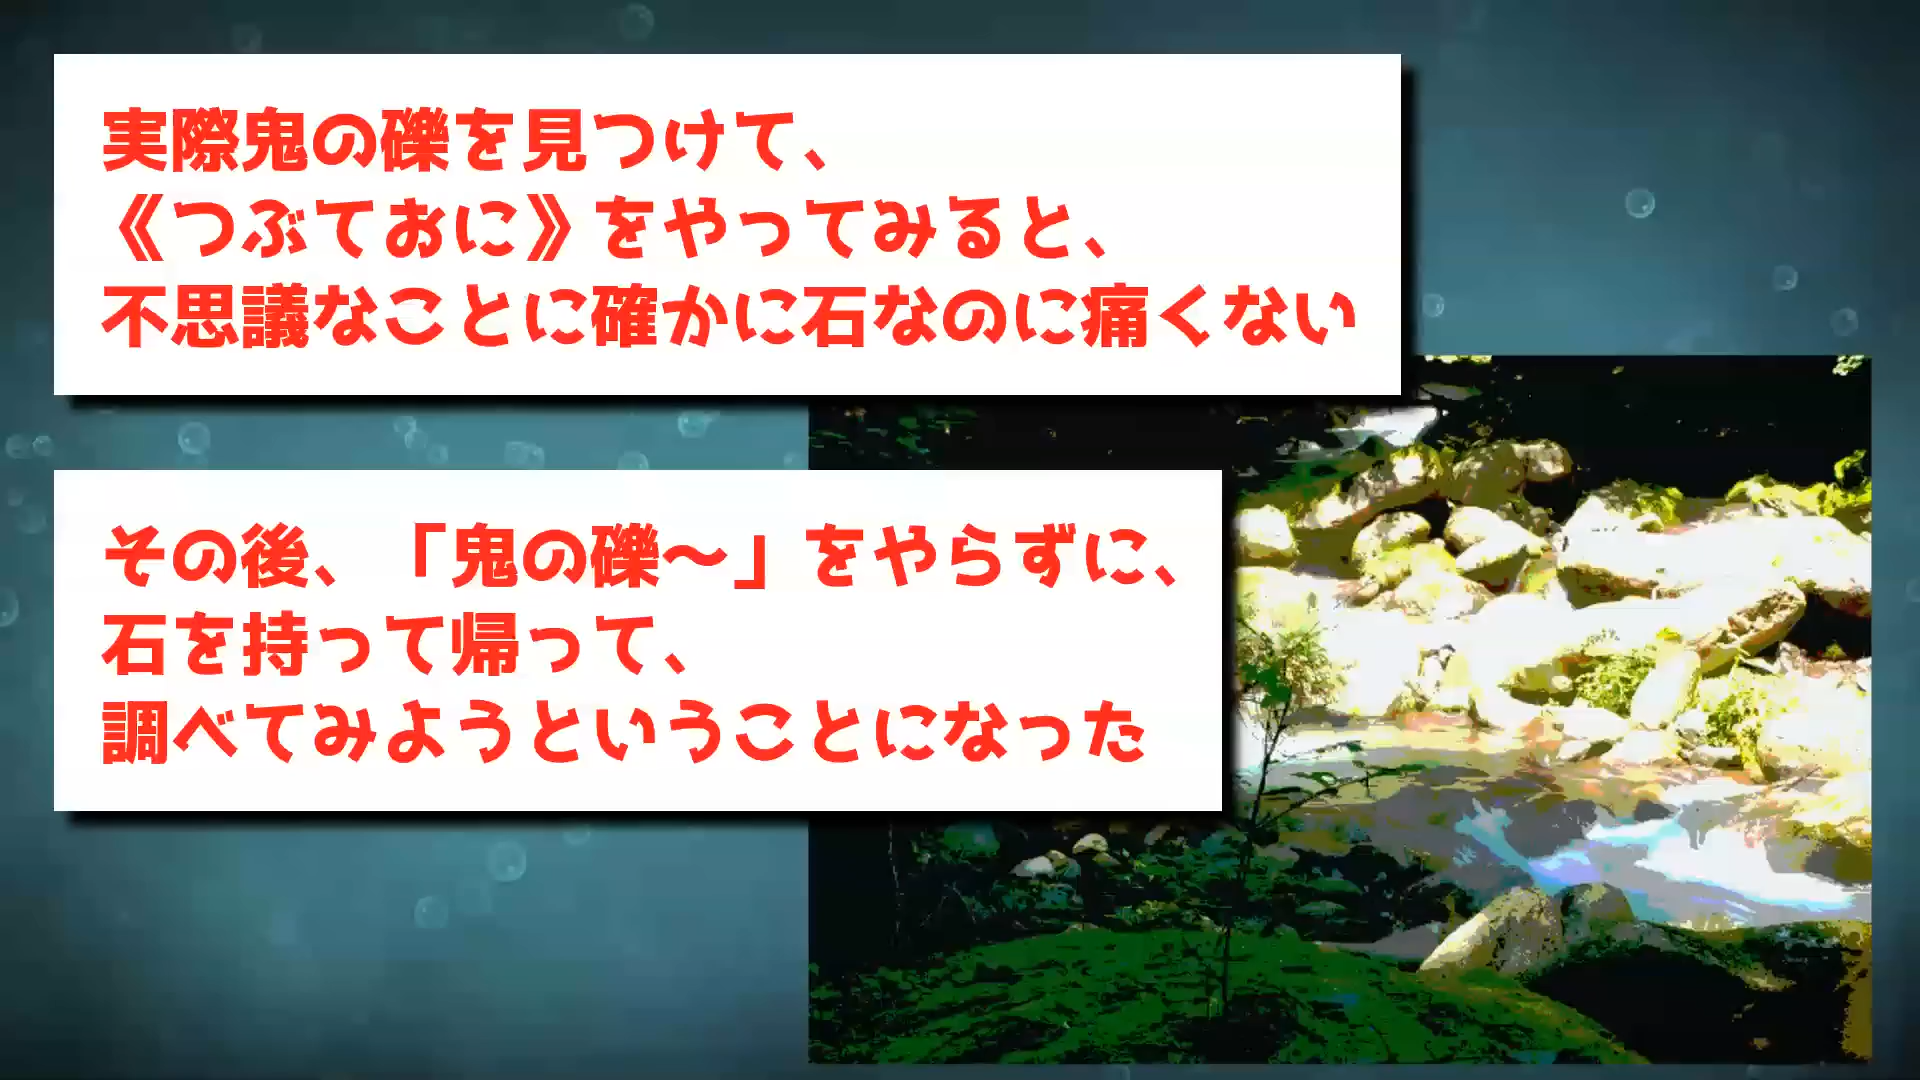 実際鬼の礫を見つけて、
《つぶておに》をやってみると、
不思議なことに確かに石なのに痛くない
その後、「鬼の礫～」をやらずに、
石を持って帰って、
調べてみようということになった